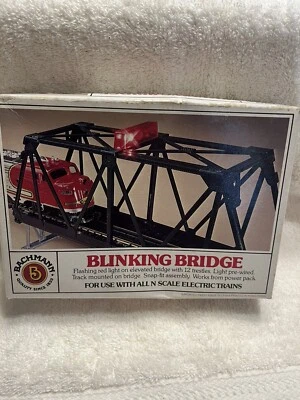 BLINKING BRIDGE
Flashing red light on elevated bridge with 12 trestles. Light pre-wired
Track mounted on bridge. Snap-fit assembly. Works from power pack
FOR USE WITH ALL N SCALE ELECTRIC TRAINS
BACHMANN
B
QUALITY SINCE 1833